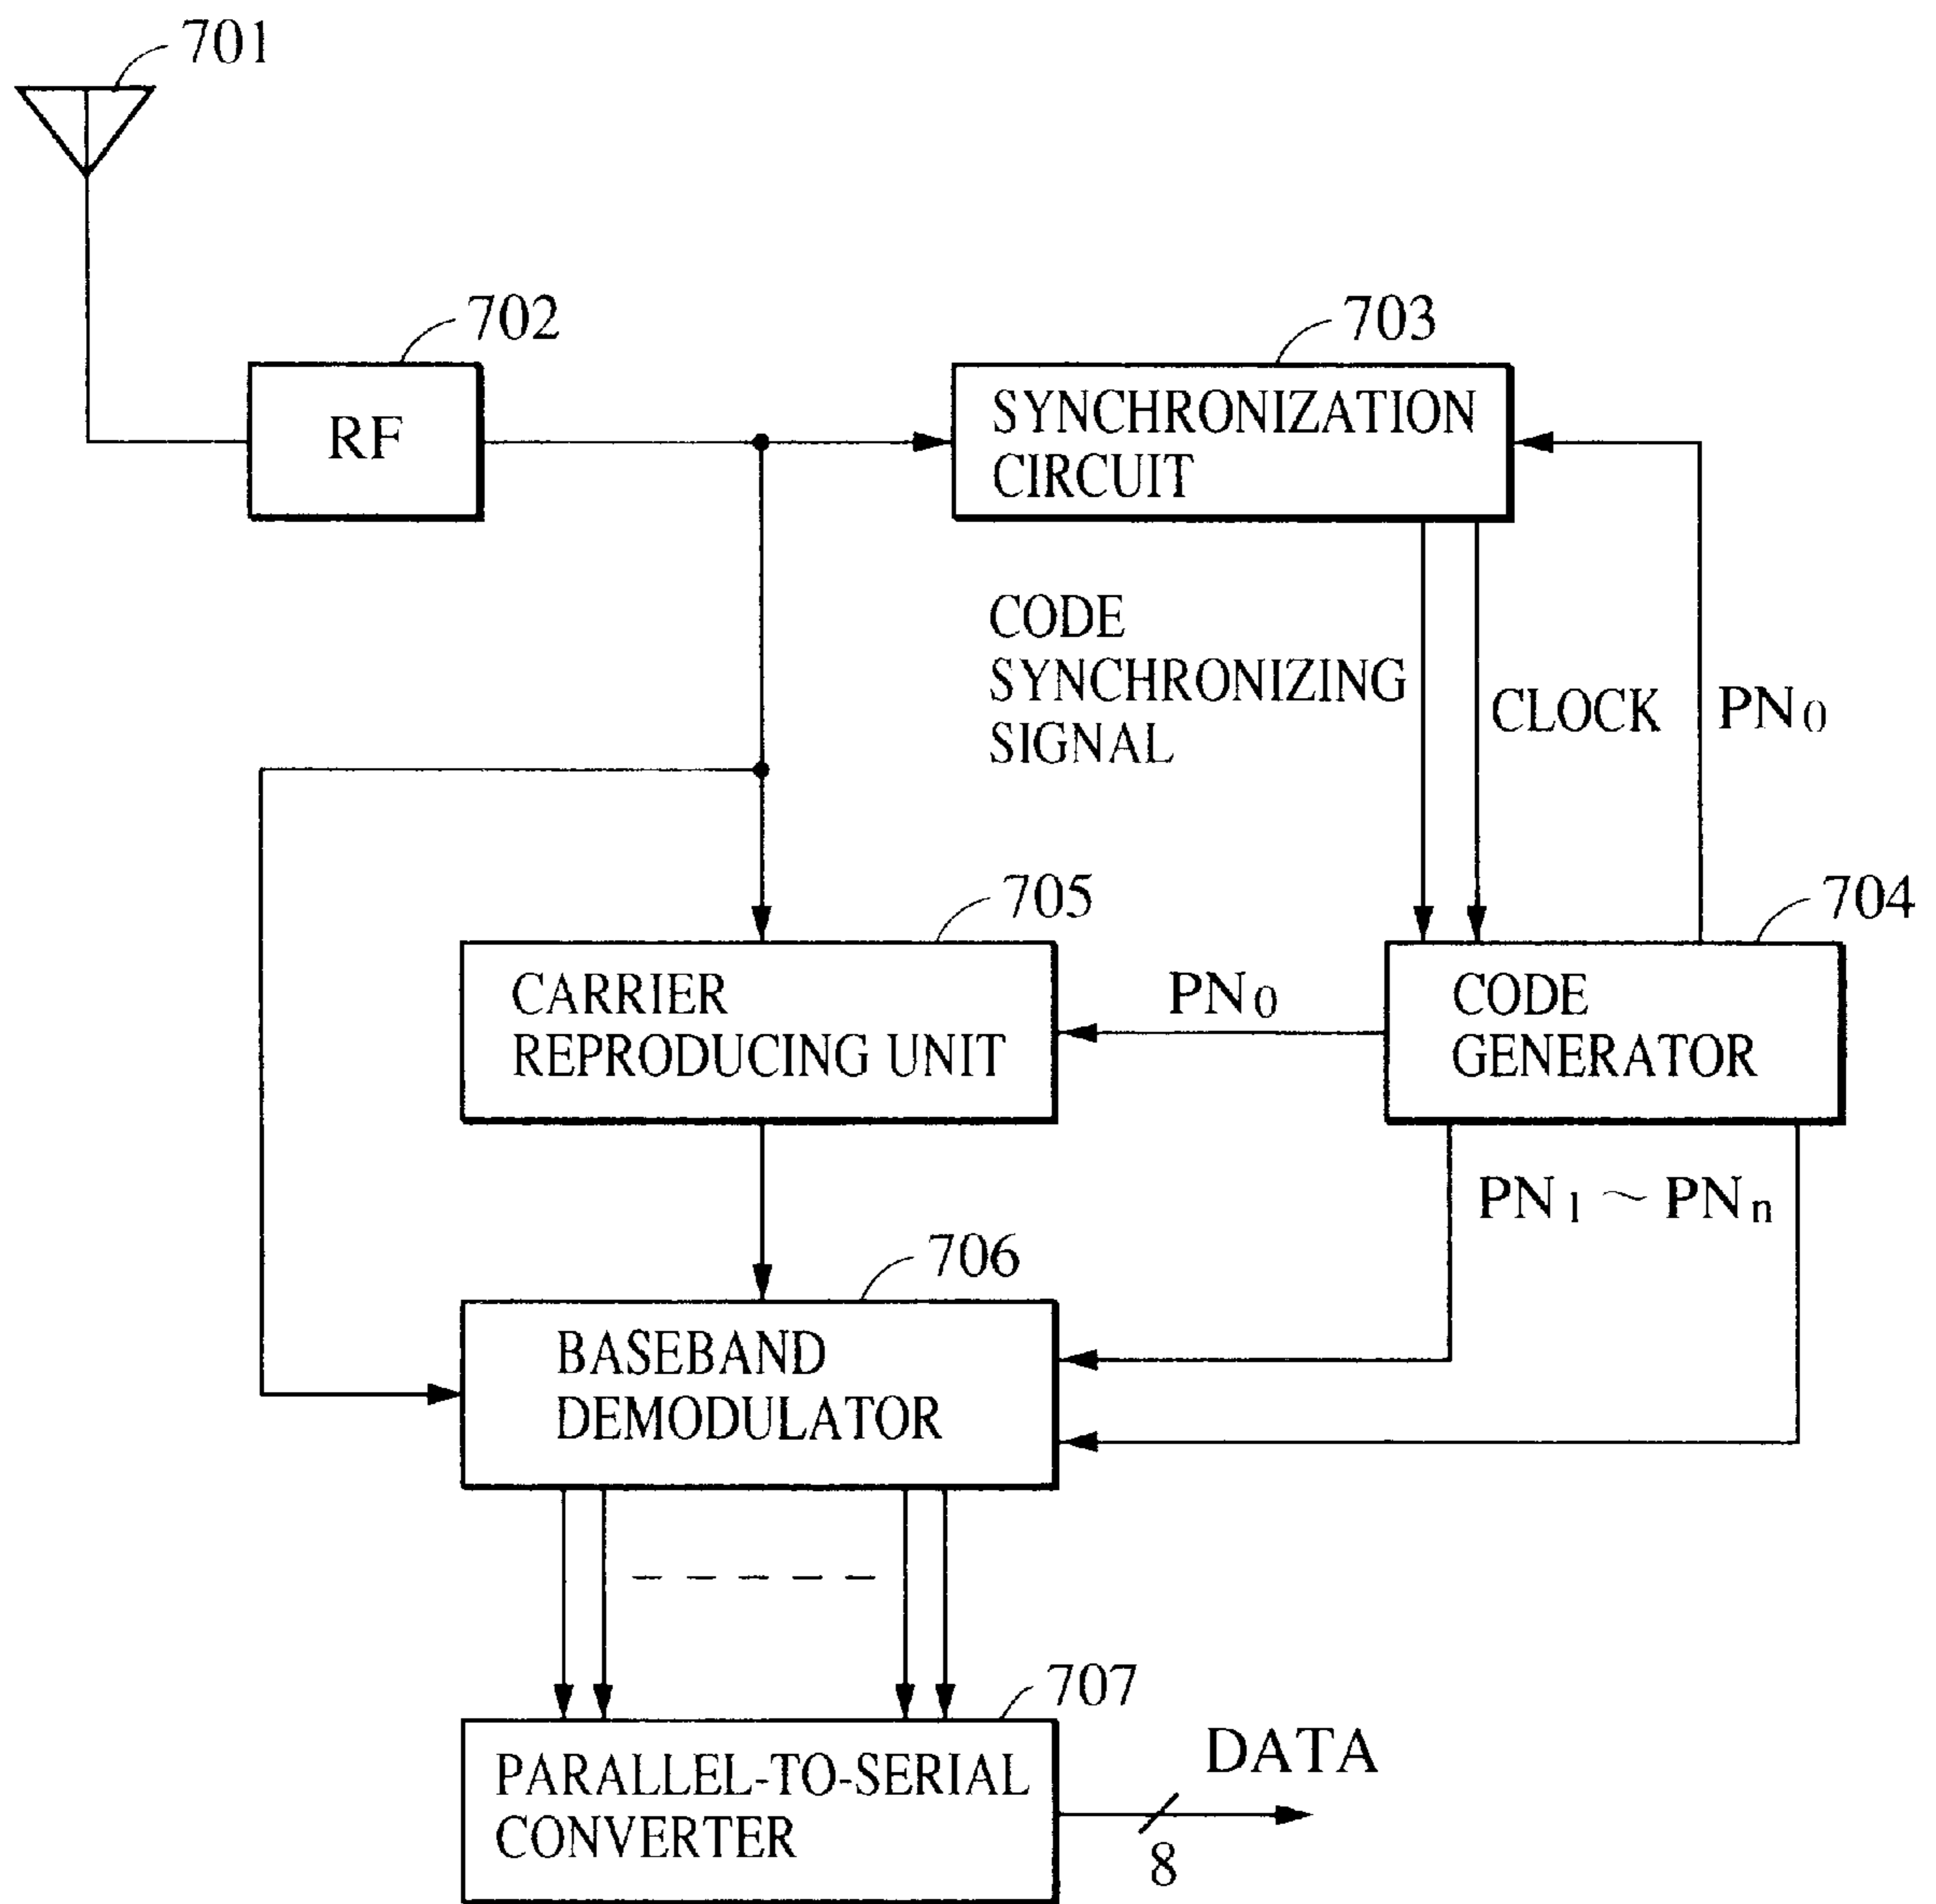 701
702
RF
703
SYNCHRONIZATION
CIRCUIT
CODE
SYNCHRONIZING
SIGNAL
CLOCK
PN0
705
CARRIER
REPRODUCING UNIT
PN0
704
CODE
GENERATOR
PN1 ~ PNn
706
BASEBAND
DEMODULATOR
707
PARALLEL-TO-SERIAL
CONVERTER
DATA
8